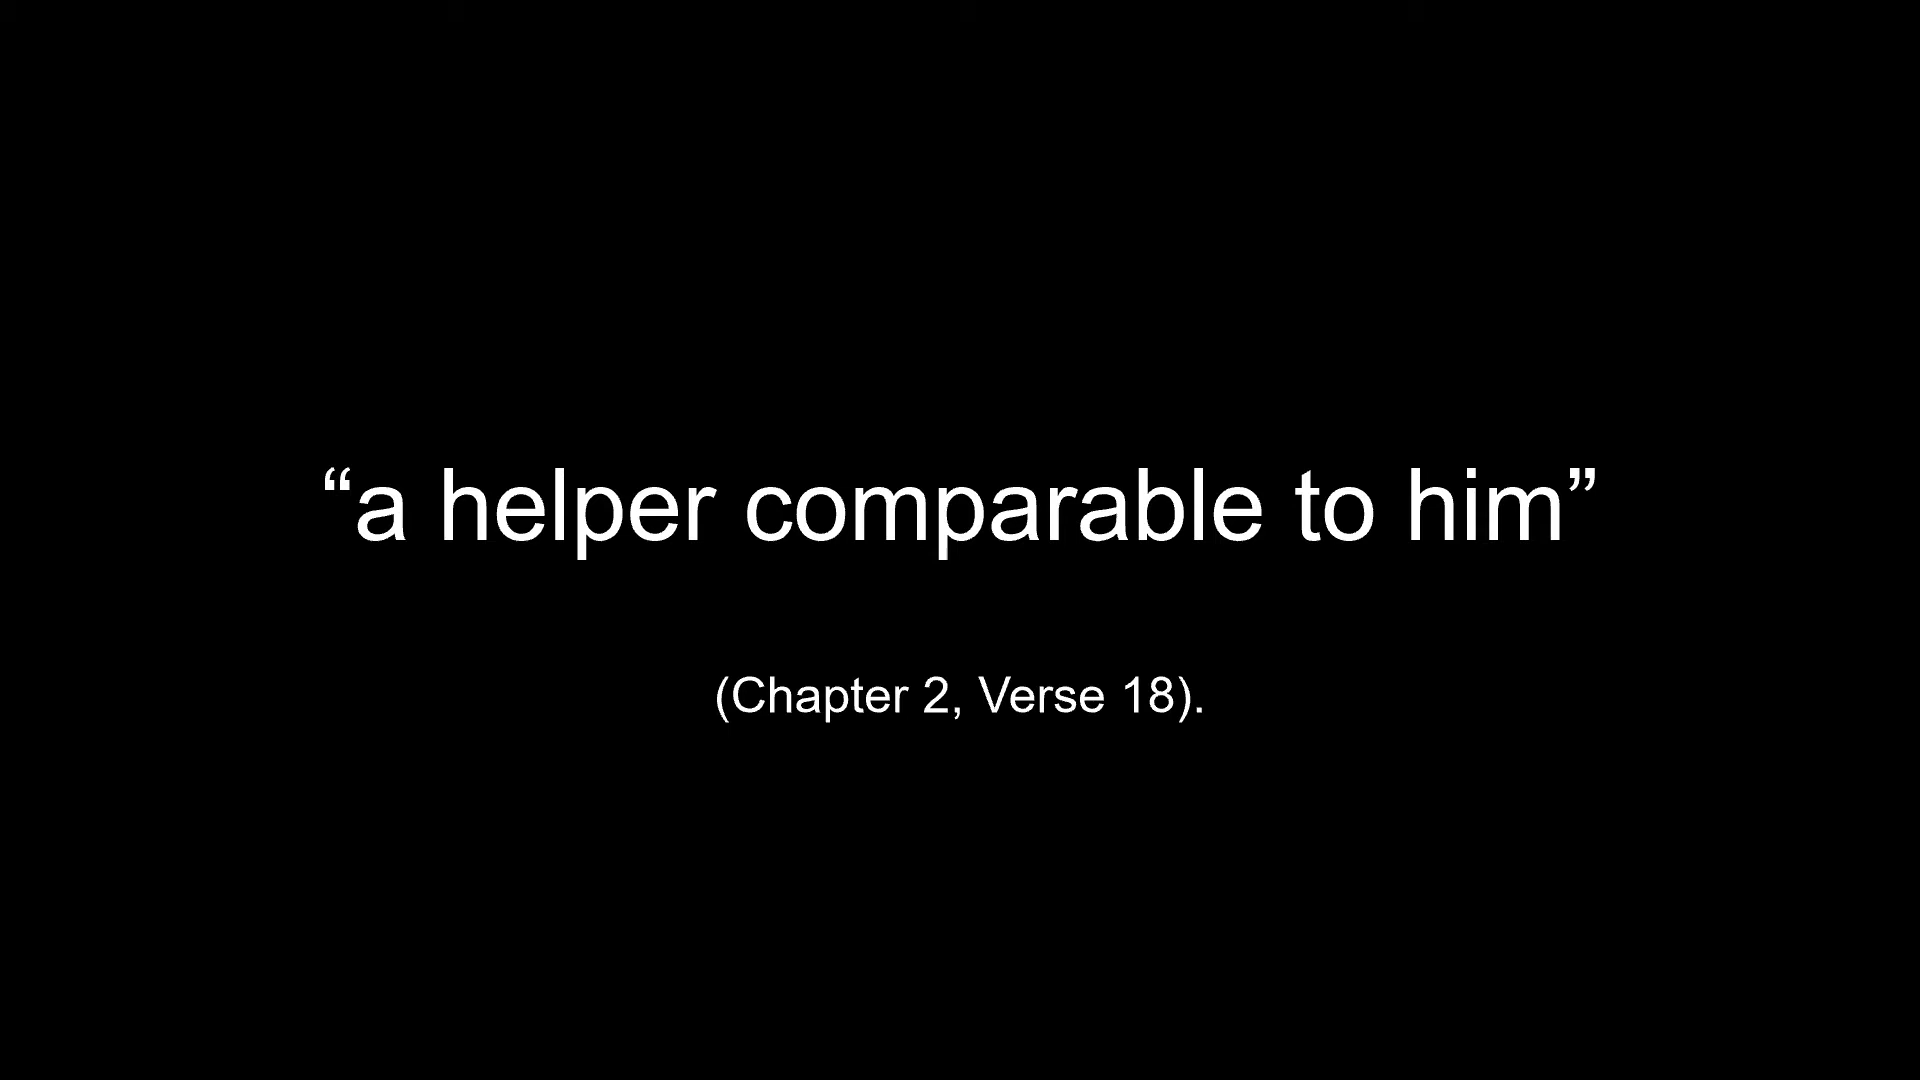 “a helper comparable to him”
(Chapter 2, Verse 18).